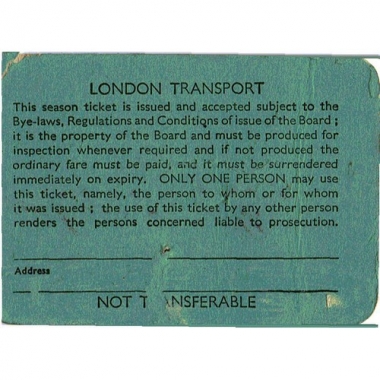 LONDON TRANSPORT
This season ticket is issued and accepted subject to the
Bye-laws, Regulations and Conditions of issue of the Board ;
it is the property of the Board and must be produced for
inspection whenever required and if not produced the
ordinary fare must be paid, and it must be surrendered
immediately on expiry. ONLY ONE PERSON may use
this ticket, namely, the person to whom or for whom
it was issued ; the use of this ticket by any other person
renders the persons concerned liable to prosecution.
Address
NOT T ANSFERABLE